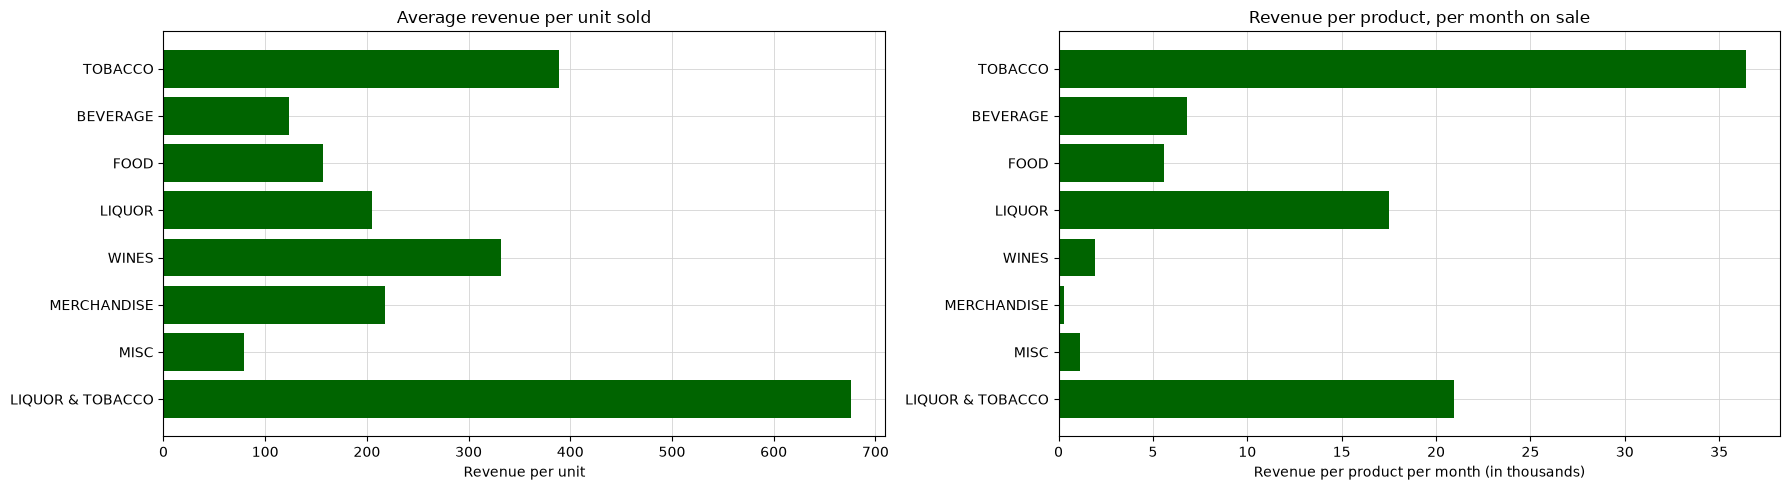 Average revenue per unit sold
TOBACCO
BEVERAGE
FOOD
LIQUOR
WINES
MERCHANDISE
MISC
LIQUOR & TOBACCO
0 100 200 300 400 500 600 700
Revenue per unit
Revenue per product, per month on sale
TOBACCO
BEVERAGE
FOOD
LIQUOR
WINES
MERCHANDISE
MISC
LIQUOR & TOBACCO
0 5 10 15 20 25 30 35
Revenue per product per month (in thousands)